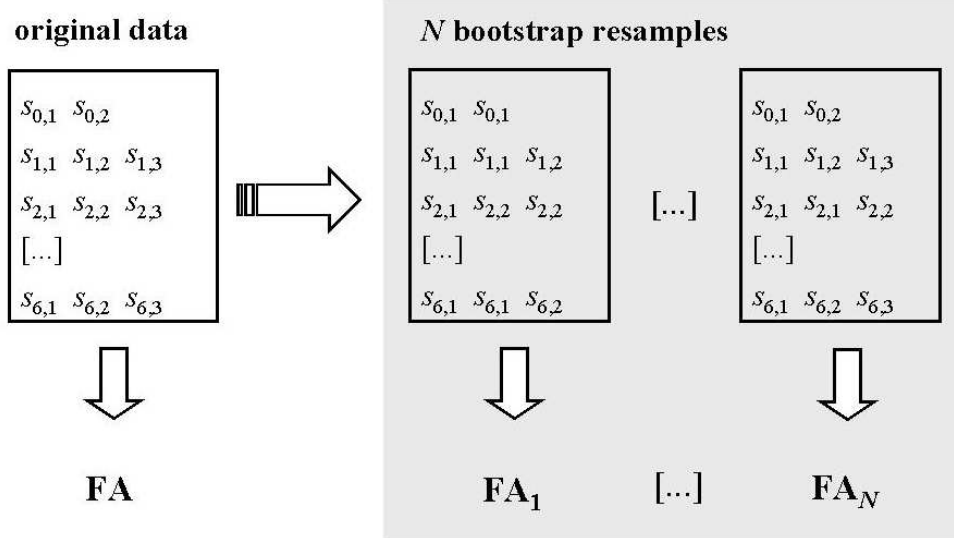 original data
s0,1 s0,2
s1,1 s1,2 s1,3
s2,1 s2,2 s2,3
[...]
s6,1 s6,2 s6,3
FA
N bootstrap resamples
s0,1 s0,1
s1,1 s1,1 s1,2
s2,1 s2,2 s2,2
[...]
s6,1 s6,1 s6,2
FA1
[...]
[...]
s0,1 s0,2
s1,1 s1,2 s1,3
s2,1 s2,1 s2,2
[...]
s6,1 s6,2 s6,3
FAN